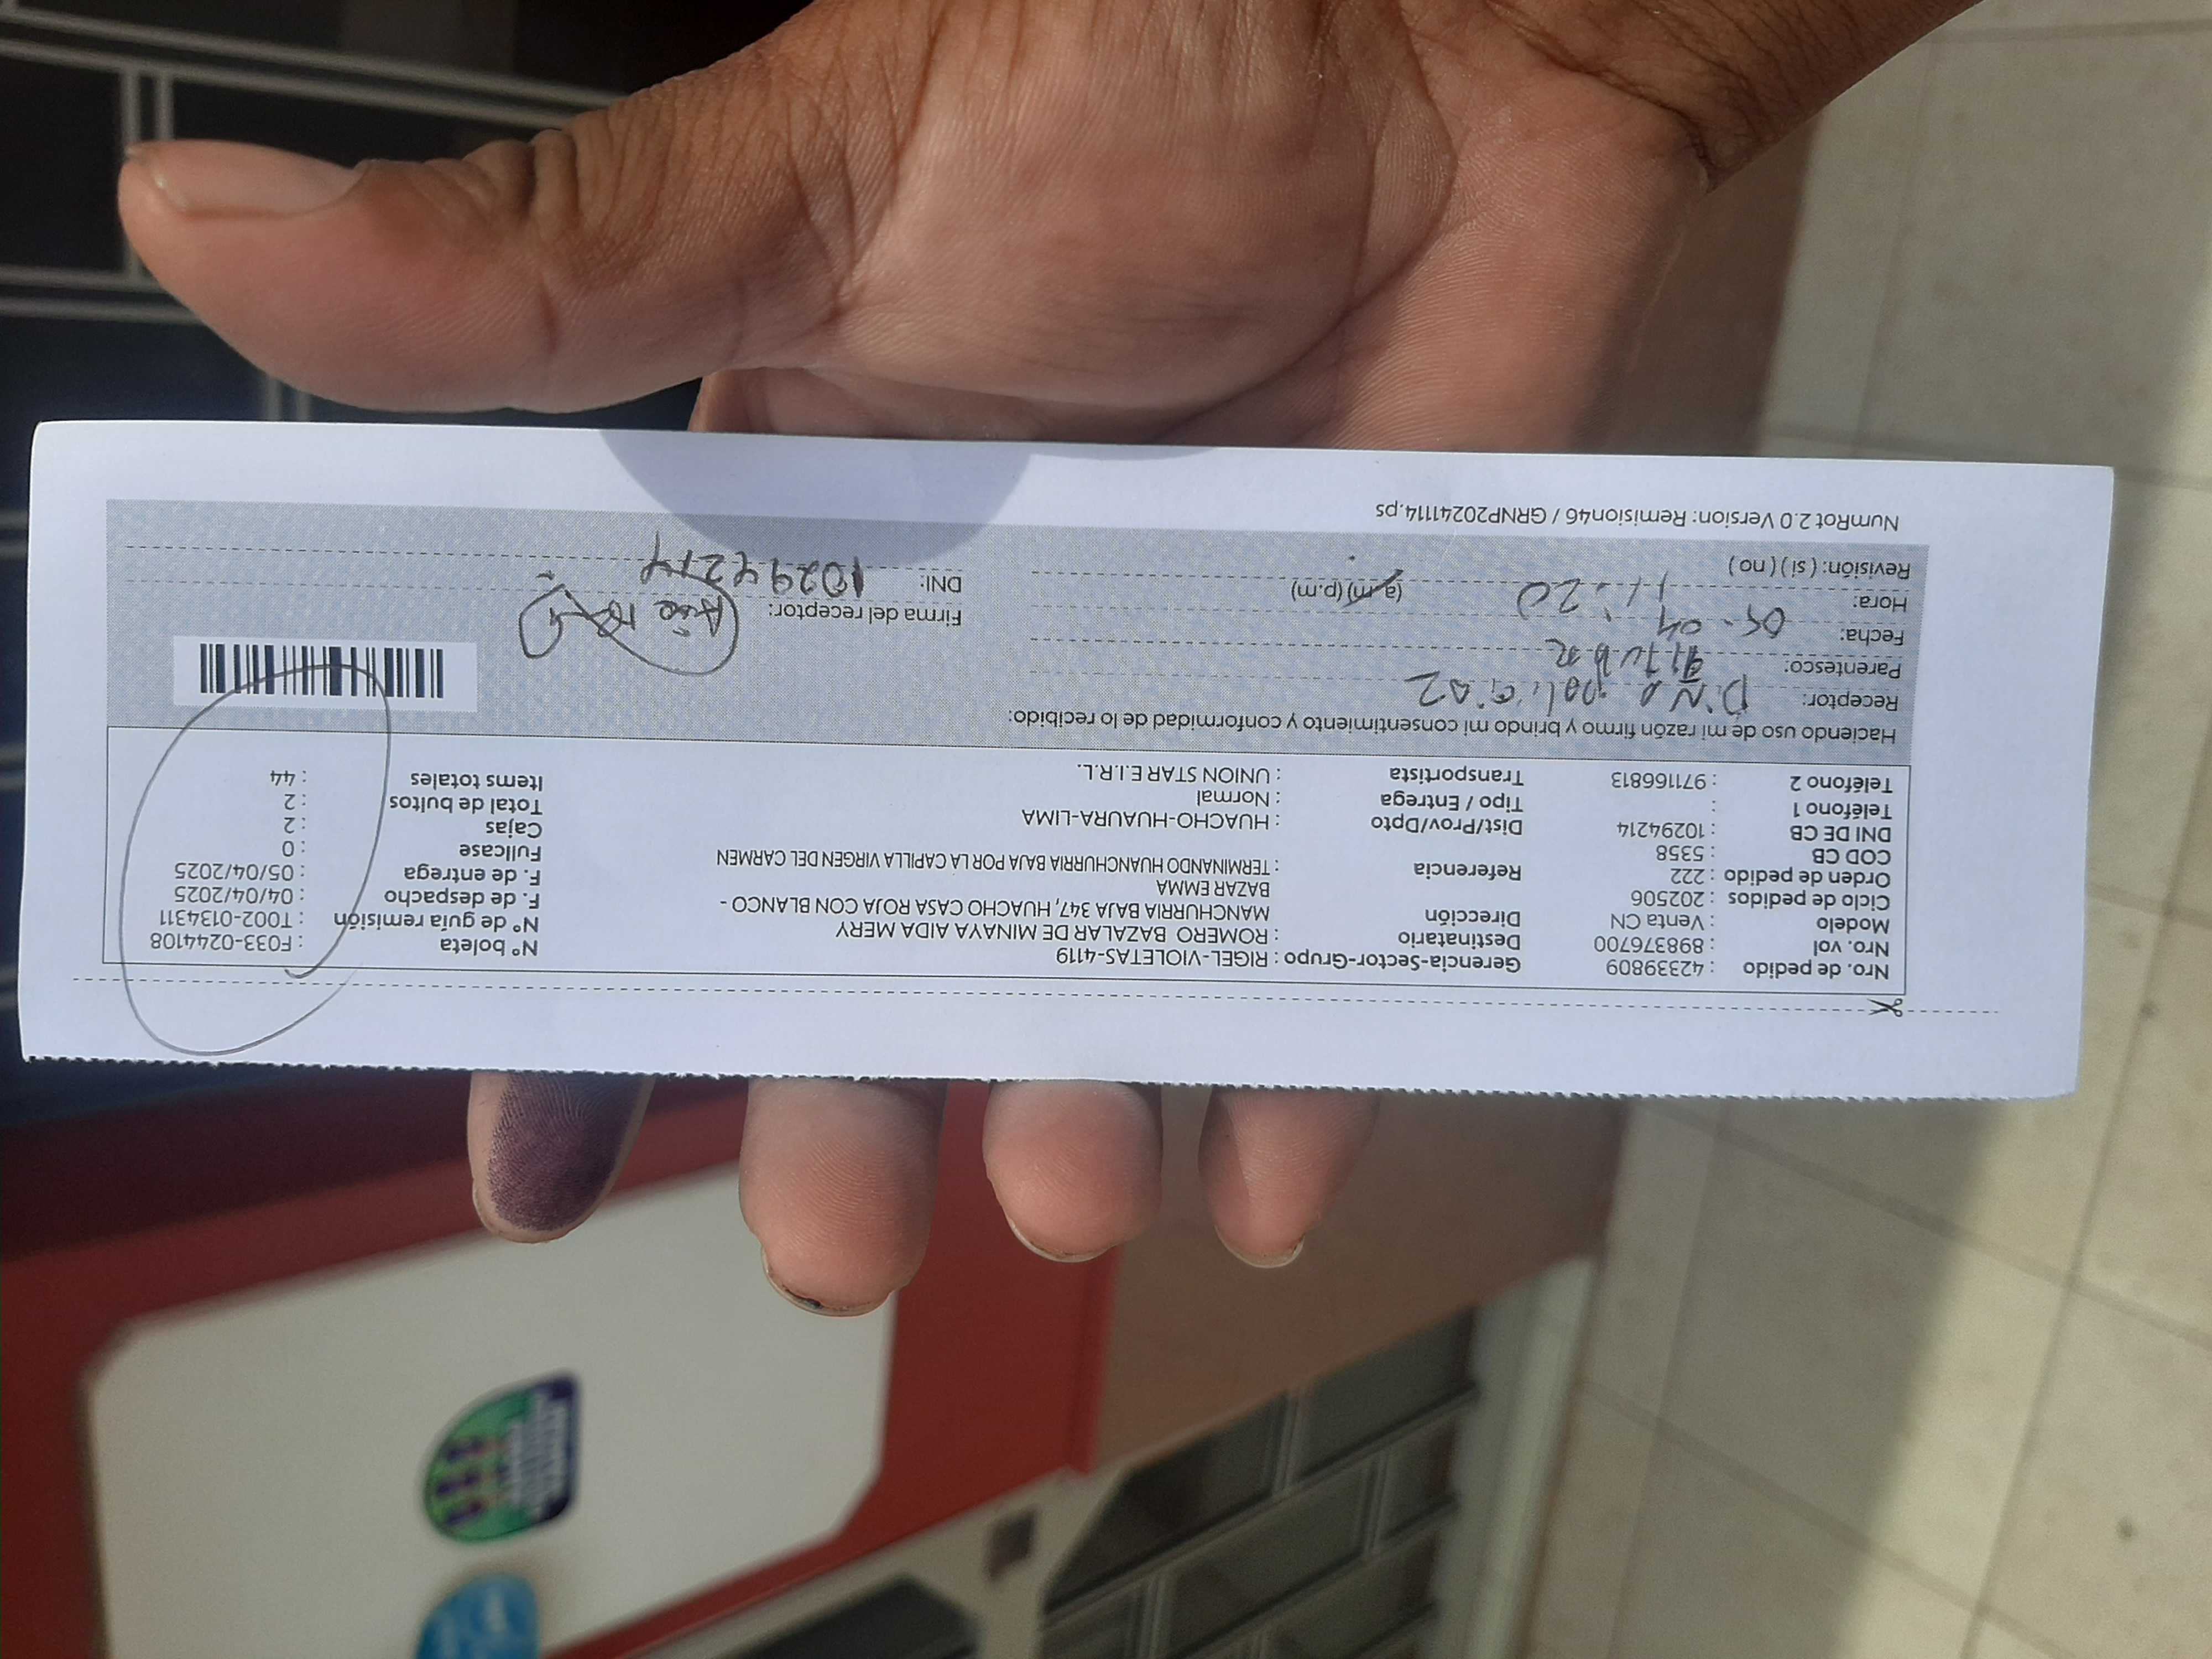 Nro. de pedido : 42339809
Nro. vol : 898376700
Modelo : Venta CN
Ciclo de pedidos : 202506
Orden de pedido : 222
COD CB : 5358
DNI DE CB : 10294214
Teléfono 1 :
Teléfono 2 : 971166813
Gerencia-Sector-Grupo : RIGEL-VIOLETAS-4119
Destinatario : ROMERO BAZALAR DE MINAYA AIDA MERY
Dirección MANCHURRIA BAJA 347, HUACHO CASA ROJA CON BLANCO -
BAZAR EMMA
Referencia : TERMINANDO HUANCHURRIA BAJA POR LA CAPILLA VIRGEN DEL CARMEN
Dist/Prov/Dpto : HUACHO-HUAURA-LIMA
Tipo / Entrega : Normal
Transportista : UNION STAR E.I.R.L.
N° boleta : F033-0244108
N° de guía remisión : T002-0134311
F. de despacho : 04/04/2025
F. de entrega : 05/04/2025
Fullcase : 0
Cajas : 2
Total de bultos : 2
Items totales : 44
Haciendo uso de mi razón firmo y brindo mi consentimiento y conformidad de lo recibido:
Receptor:
Parentesco:
Fecha: 05-04
Hora: 11:20 (a.m) (p.m)
Revisión: ( si ) ( no )
Firma del receptor:
DNI: 10294214
NumRot 2.0 Version: Remision46 / GRNP20241114.ps